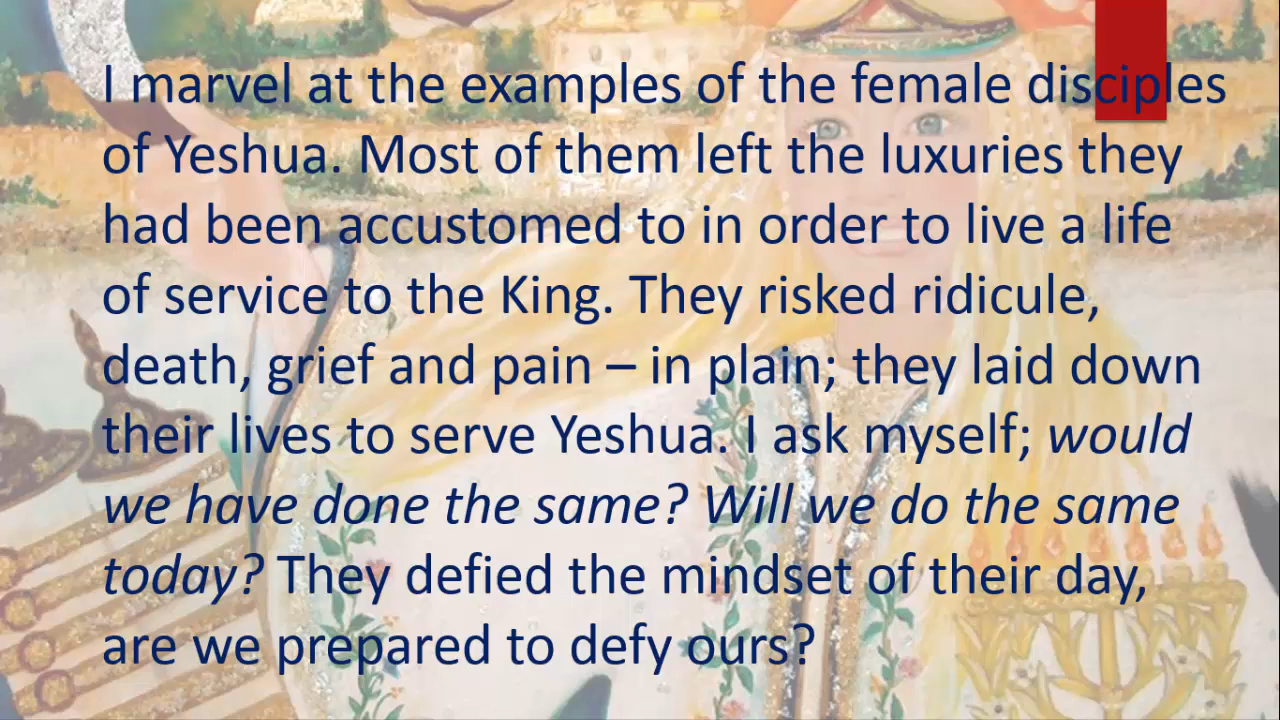 I marvel at the examples of the female disciples
of Yeshua. Most of them left the luxuries they
had been accustomed to in order to live a life
of service to the King. They risked ridicule,
death, grief and pain – in plain; they laid down
their lives to serve Yeshua. I ask myself; would
we have done the same? Will we do the same
today? They defied the mindset of their day,
are we prepared to defy ours?